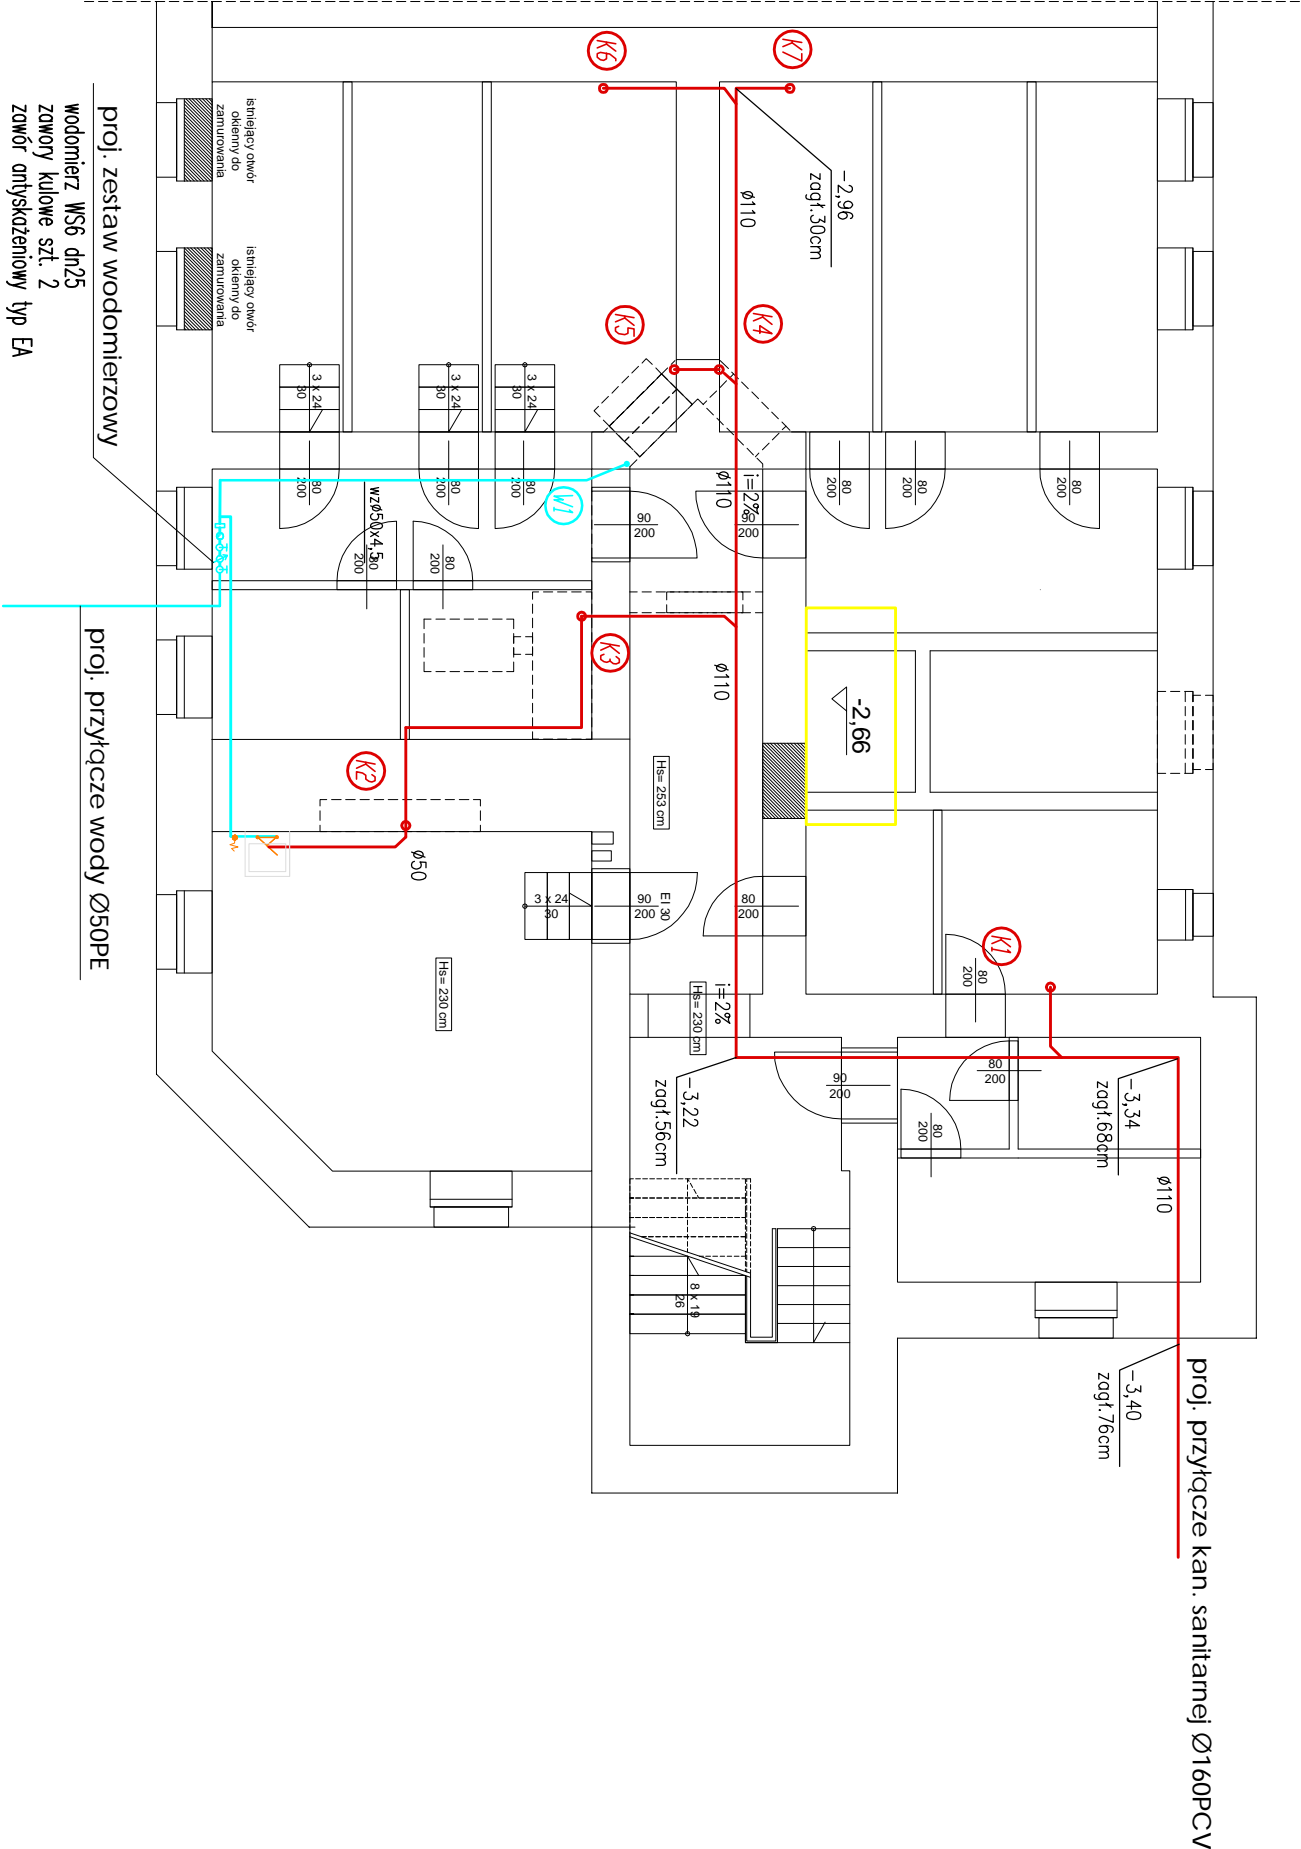 K6
K7
istniejący otwór
okienny do
zamurowania
istniejący otwór
okienny do
zamurowania
proj. zestaw wodomierzowy
wodomierz WS6 dn25
zawory kulowe szt. 2
zawór antyskażeniowy typ EA
-2,96
zagł.30cm
ø110
K5
K4
3 x 24
30
3 x 24
30
3 x 24
30
80
200
80
200
80
200
80
200
80
200
80
200
W1
wzø50x4,5
80
200
80
200
90
200
i=2%
ø110
90
200
K3
ø110
proj. przyłącze wody Ø50PE
-2,66
K2
Hs= 253 cm
ø50
3 x 24
30
90
200
EI 30
80
200
K1
80
200
Hs= 230 cm
i=2%
Hs= 230 cm
-3,22
zagł.56cm
90
200
80
200
80
200
-3,34
zagł.68cm
ø110
8 x 19
26
-3,40
zagł.76cm
proj. przyłącze kan. sanitarnej Ø160PCV